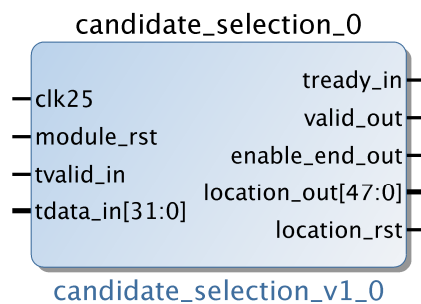 candidate_selection_0
clk25
module_rst
tvalid_in
tdata_in[31:0]
tready_in
valid_out
enable_end_out
location_out[47:0]
location_rst
candidate_selection_v1_0